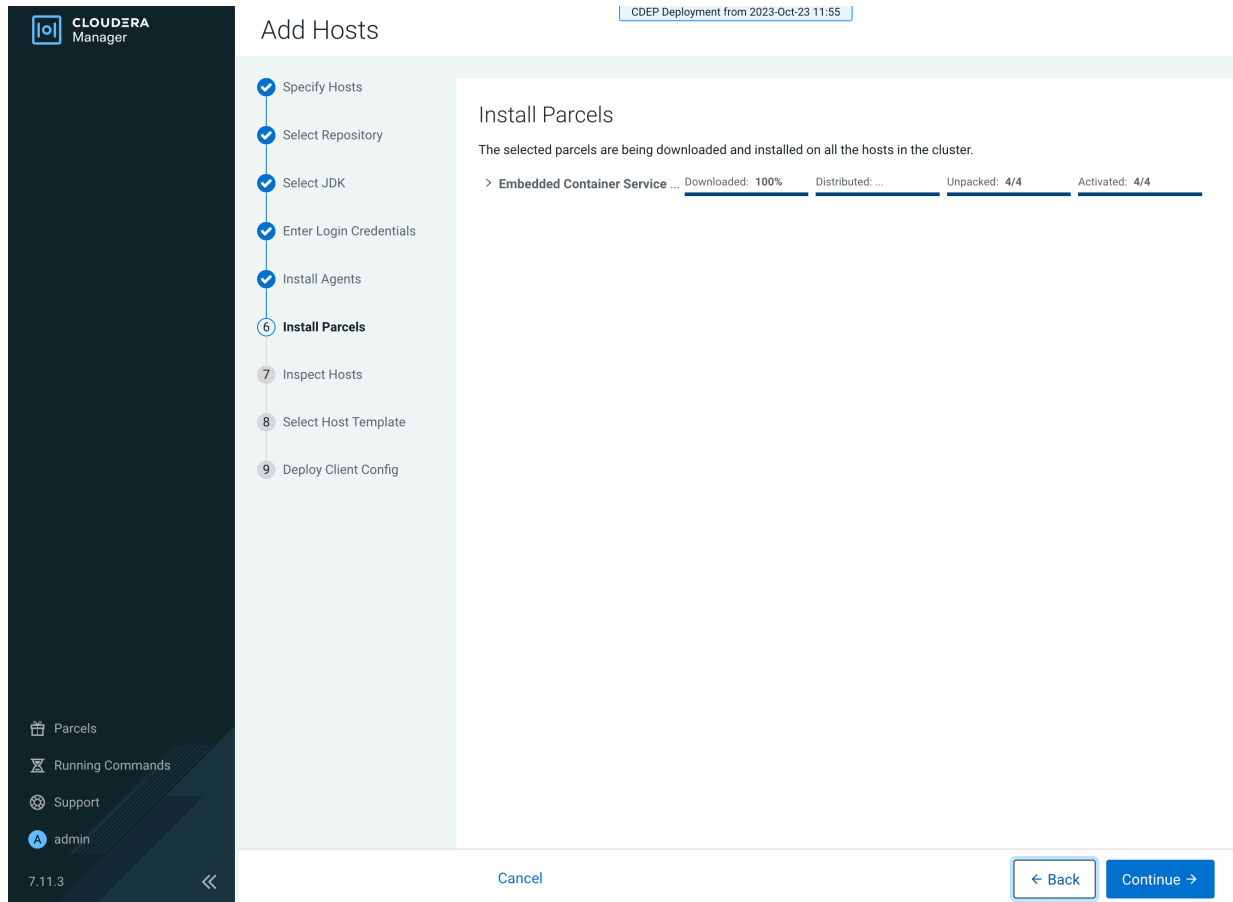 CLOUDERA
Manager
Add Hosts
CDEP Deployment from 2023-Oct-23 11:55
Specify Hosts
Select Repository
Select JDK
Enter Login Credentials
Install Agents
6 Install Parcels
7 Inspect Hosts
8 Select Host Template
9 Deploy Client Config
Install Parcels
The selected parcels are being downloaded and installed on all the hosts in the cluster.
Embedded Container Service ... Downloaded: 100% Distributed: ... Unpacked: 4/4 Activated: 4/4
Parcels
Running Commands
Support
A admin
7.11.3
Cancel
← Back
Continue →